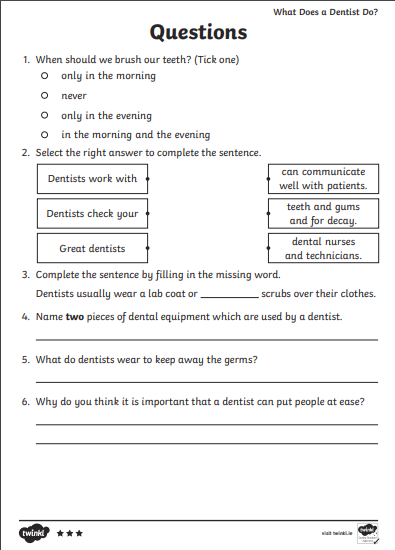 What Does a Dentist Do?
Questions
1. When should we brush our teeth? (Tick one)
only in the morning
never
only in the evening
in the morning and the evening
2. Select the right answer to complete the sentence.
Dentists work with
can communicate
well with patients.
Dentists check your
teeth and gums
and for decay.
Great dentists
dental nurses
and technicians.
3. Complete the sentence by filling in the missing word.
Dentists usually wear a lab coat or __________ scrubs over their clothes.
4. Name two pieces of dental equipment which are used by a dentist.
5. What do dentists wear to keep away the germs?
6. Why do you think it is important that a dentist can put people at ease?
twinkl
visit twinkl.ie
twinkl